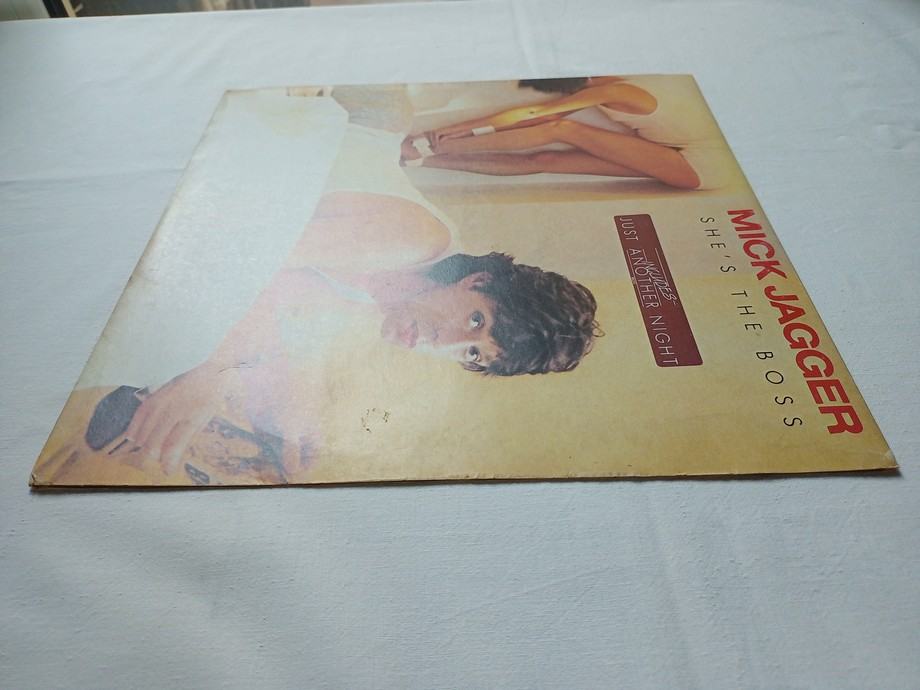 MICK JAGGER
SHE'S THE BOSS
INCLUDES
JUST ANOTHER NIGHT